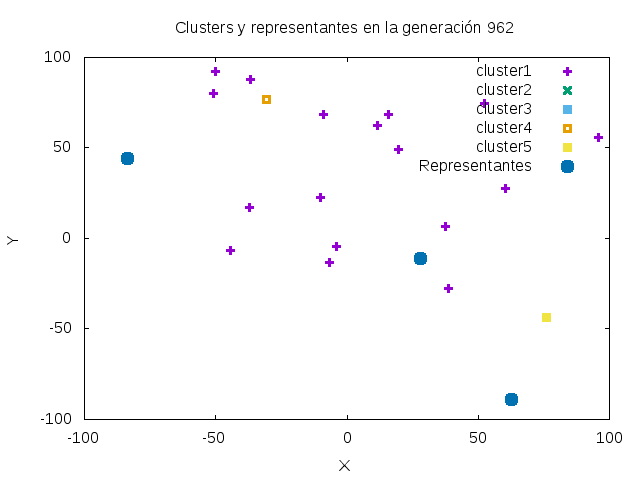 Clusters y representantes en la generación 962
100
50
0
-50
-100
-100 -50 0 50 100
Y
X
cluster1
cluster2
cluster3
cluster4
cluster5
Representantes